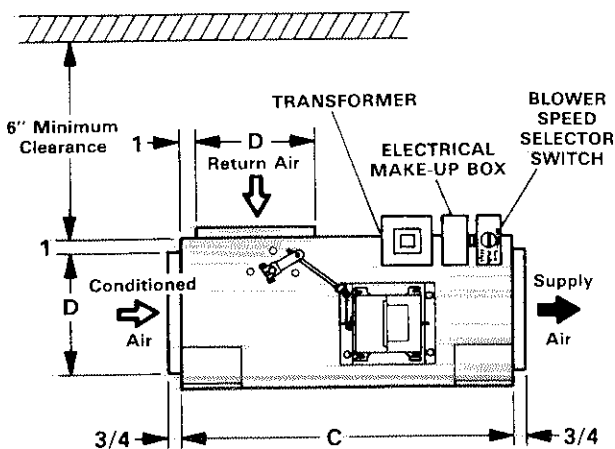 6" Minimum
Clearance
1
D
Return Air
TRANSFORMER
ELECTRICAL
MAKE-UP BOX
BLOWER
SPEED
SELECTOR
SWITCH
1
D
Conditioned
Air
Supply
Air
3/4
C
3/4